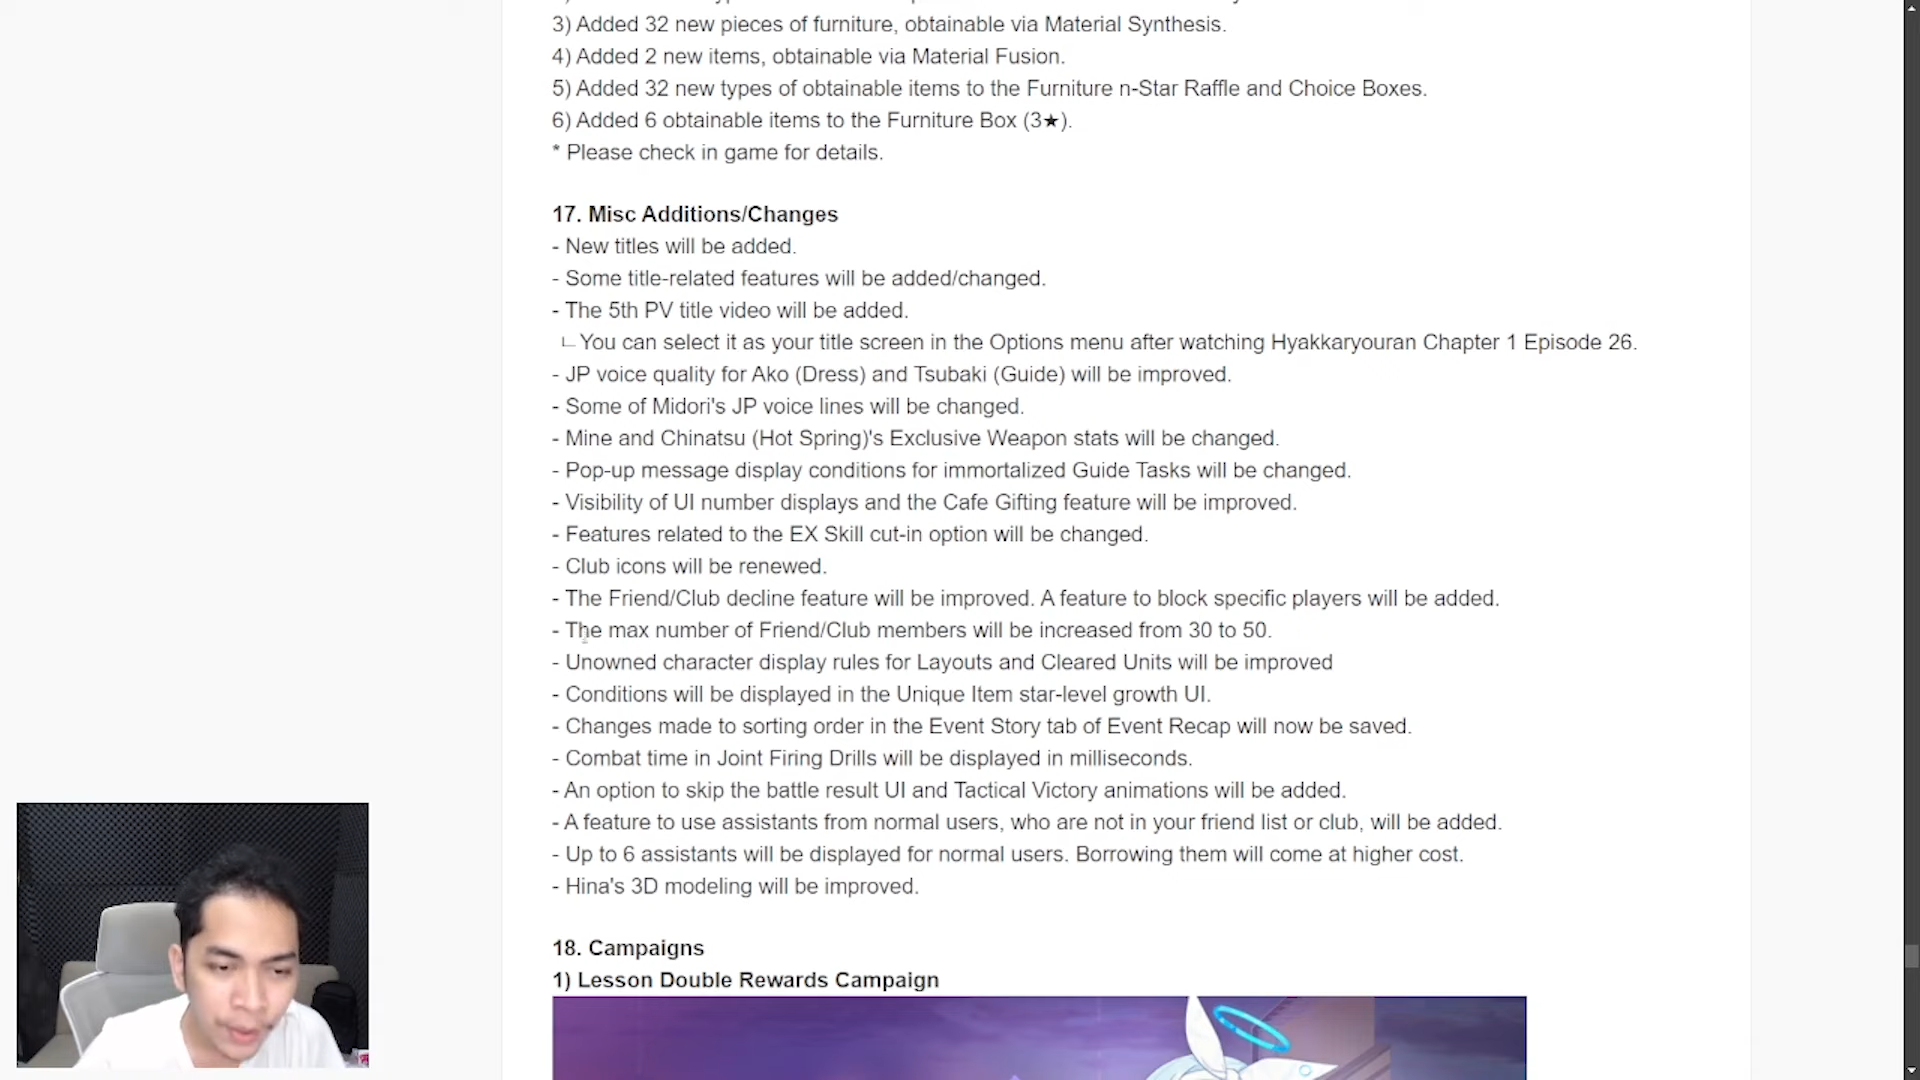 3) Added 32 new pieces of furniture, obtainable via Material Synthesis.
4) Added 2 new items, obtainable via Material Fusion.
5) Added 32 new types of obtainable items to the Furniture n-Star Raffle and Choice Boxes.
6) Added 6 obtainable items to the Furniture Box (3★).
* Please check in game for details.
17. Misc Additions/Changes
- New titles will be added.
- Some title-related features will be added/changed.
- The 5th PV title video will be added.
ㄴYou can select it as your title screen in the Options menu after watching Hyakkaryouran Chapter 1 Episode 26.
- JP voice quality for Ako (Dress) and Tsubaki (Guide) will be improved.
- Some of Midori's JP voice lines will be changed.
- Mine and Chinatsu (Hot Spring)'s Exclusive Weapon stats will be changed.
- Pop-up message display conditions for immortalized Guide Tasks will be changed.
- Visibility of UI number displays and the Cafe Gifting feature will be improved.
- Features related to the EX Skill cut-in option will be changed.
- Club icons will be renewed.
- The Friend/Club decline feature will be improved. A feature to block specific players will be added.
- The max number of Friend/Club members will be increased from 30 to 50.
- Unowned character display rules for Layouts and Cleared Units will be improved
- Conditions will be displayed in the Unique Item star-level growth UI.
- Changes made to sorting order in the Event Story tab of Event Recap will now be saved.
- Combat time in Joint Firing Drills will be displayed in milliseconds.
- An option to skip the battle result UI and Tactical Victory animations will be added.
- A feature to use assistants from normal users, who are not in your friend list or club, will be added.
- Up to 6 assistants will be displayed for normal users. Borrowing them will come at higher cost.
- Hina's 3D modeling will be improved.
18. Campaigns
1) Lesson Double Rewards Campaign